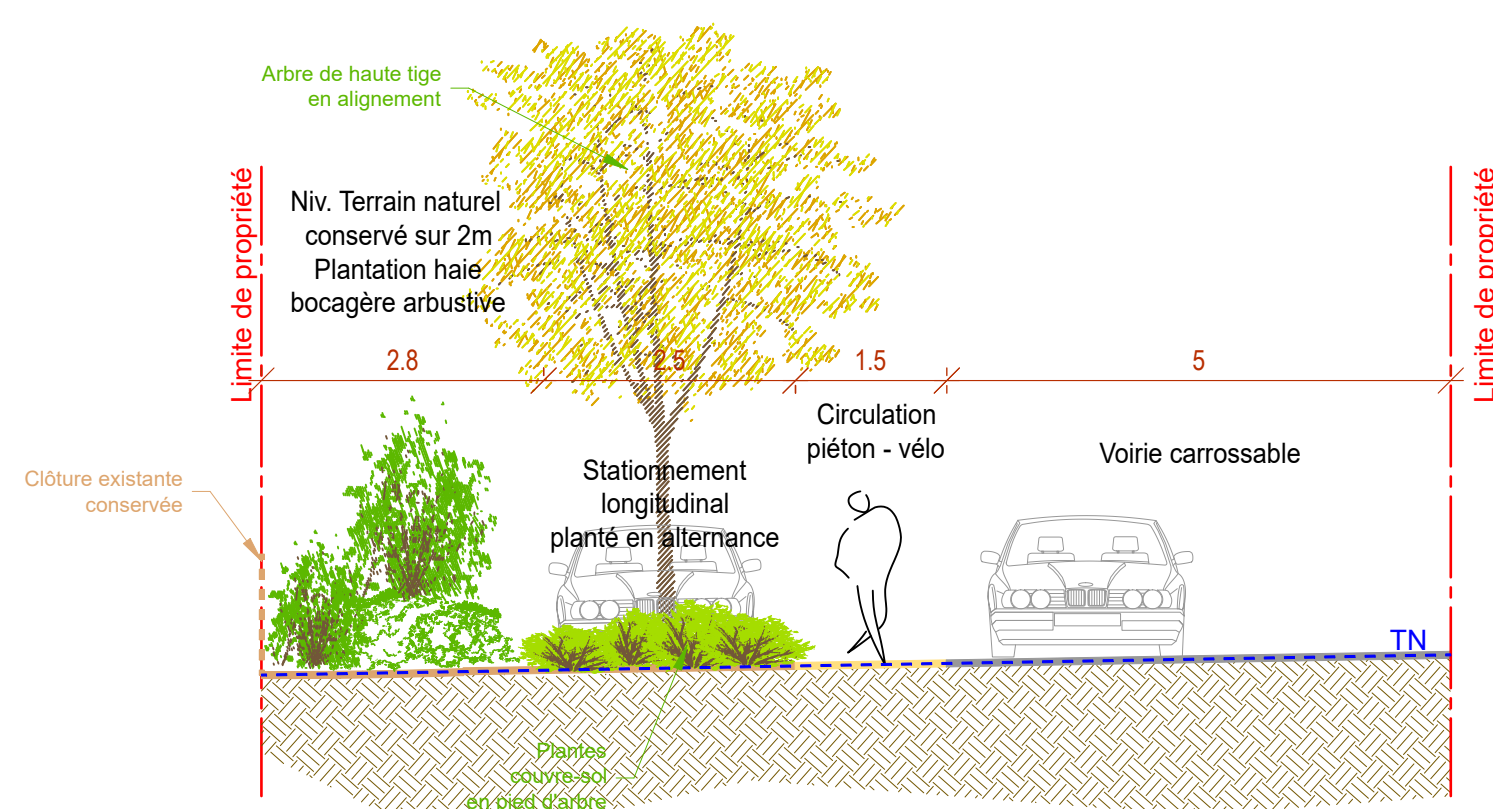 Arbre de haute tige
en alignement
Limite de propriété
Niv. Terrain naturel
conservé sur 2m
Plantation haie
bocagère arbustive
Limite de propriété
2.8
2.5
1.5
5
Circulation
piéton - vélo
Voirie carrossable
Stationnement
longitudinal
planté en alternance
Clôture existante
conservée
TN
Plantes
couvre-sol
en pied d'arbre